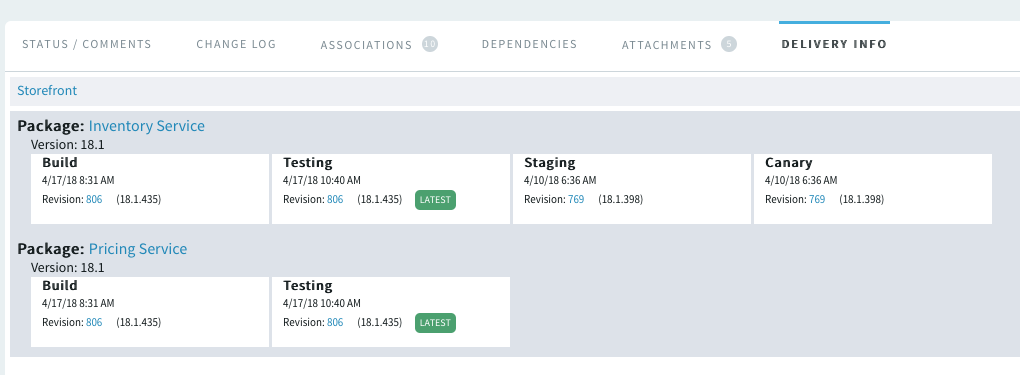 STATUS / COMMENTS CHANGE LOG ASSOCIATIONS 10 DEPENDENCIES ATTACHMENTS 5 DELIVERY INFO
Storefront
Package: Inventory Service
Version: 18.1
Build Testing Staging Canary
4/17/18 8:31 AM 4/17/18 10:40 AM 4/10/18 6:36 AM 4/10/18 6:36 AM
Revision: 806 (18.1.435) Revision: 806 (18.1.435) LATEST Revision: 769 (18.1.398) Revision: 769 (18.1.398)
Package: Pricing Service
Version: 18.1
Build Testing
4/17/18 8:31 AM 4/17/18 10:40 AM
Revision: 806 (18.1.435) Revision: 806 (18.1.435) LATEST